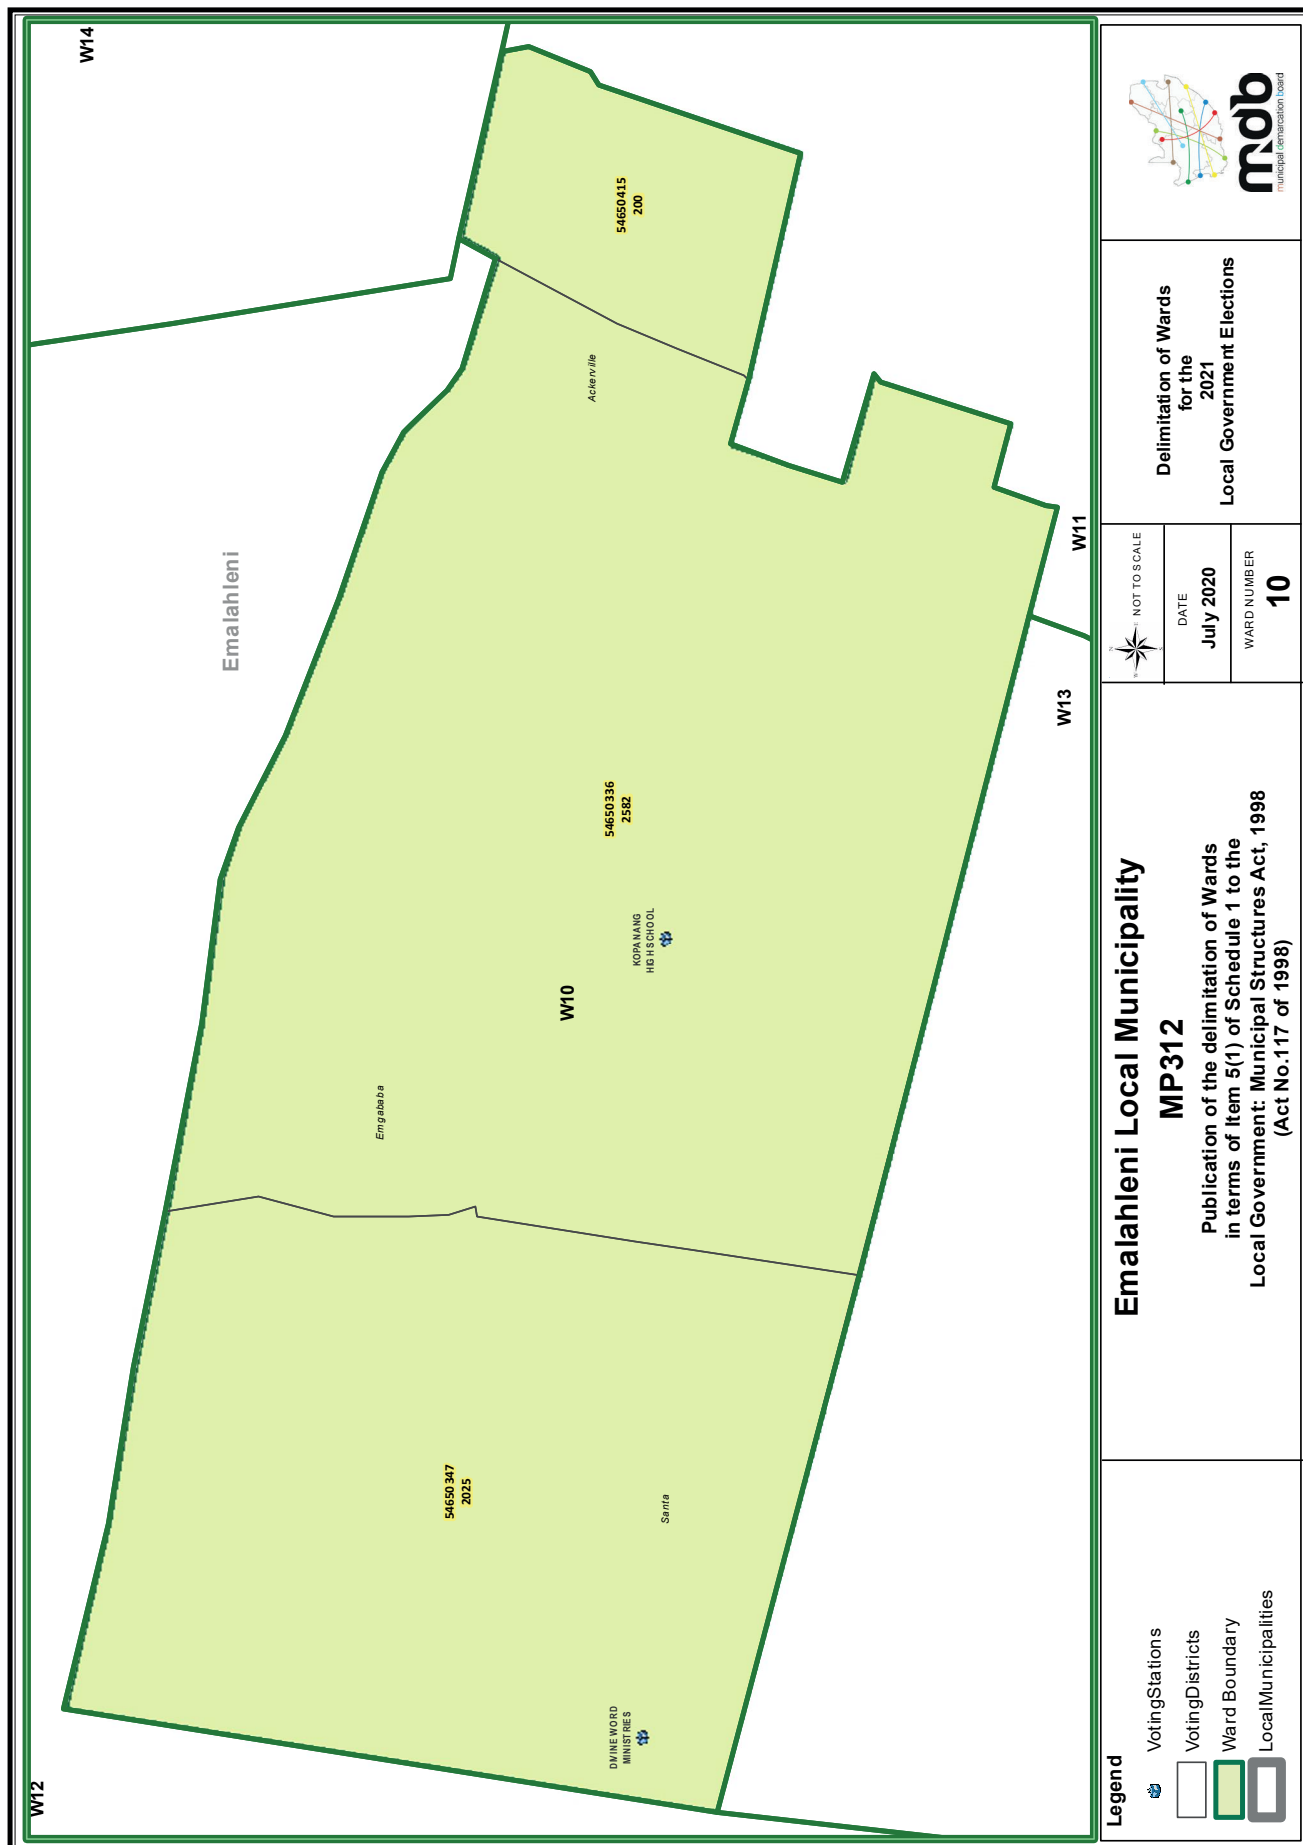 W12
W14
Emalahleni
54650415
200
Ackerville
54650336
2582
KOPANANG
HIGH SCHOOL
W10
Emgababa
54650347
2025
Santa
DIVINE WORD
MINISTRIES
W11
W13
Legend
VotingStations
VotingDistricts
Ward Boundary
LocalMunicipalities
Emalahleni Local Municipality
MP312
Publication of the delimitation of Wards
in terms of Item 5(1) of Schedule 1 to the
Local Government: Municipal Structures Act, 1998
(Act No.117 of 1998)
N
W
E
S
NOT TO SCALE
DATE
July 2020
WARD NUMBER
10
Delimitation of Wards
for the
2021
Local Government Elections
mdb
municipal demarcation board